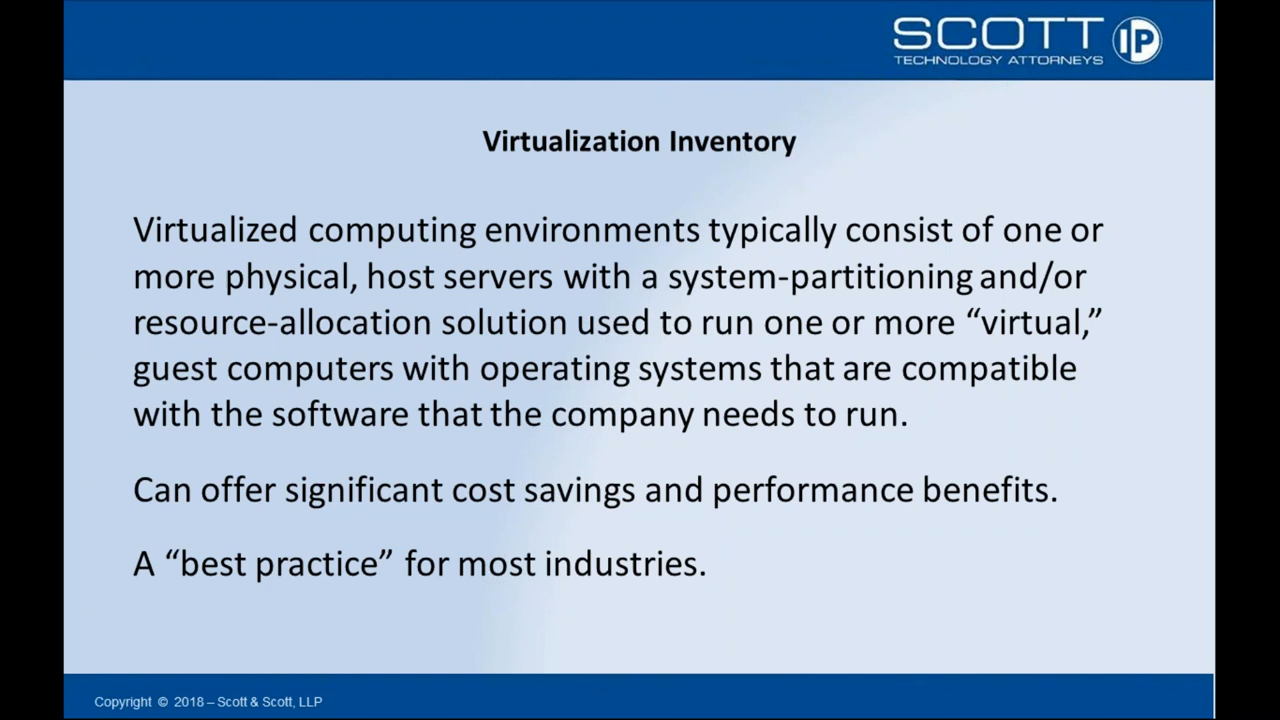 SCOTT IP
TECHNOLOGY ATTORNEYS
Virtualization Inventory
Virtualized computing environments typically consist of one or
more physical, host servers with a system-partitioning and/or
resource-allocation solution used to run one or more “virtual,”
guest computers with operating systems that are compatible
with the software that the company needs to run.
Can offer significant cost savings and performance benefits.
A “best practice” for most industries.
Copyright © 2018 – Scott & Scott, LLP